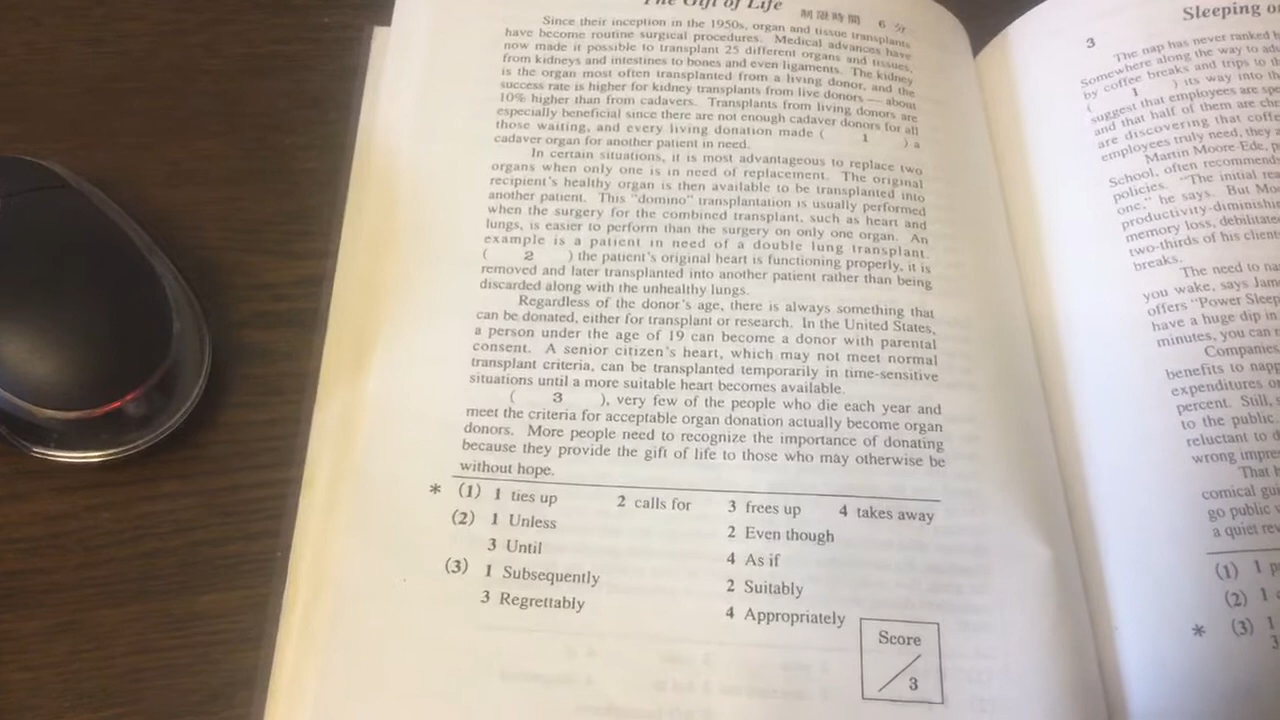 The Gift of Life
制限時間 6 分
Since their inception in the 1950s, organ and tissue transplants
have become routine surgical procedures. Medical advances have
now made it possible to transplant 25 different organs and tissues,
from kidneys and intestines to bones and even ligaments. The kidney
is the organ most often transplanted from a living donor, and the
success rate is higher for kidney transplants from live donors — about
10% higher than from cadavers. Transplants from living donors are
especially beneficial since there are not enough cadaver donors for all
those waiting, and every living donation made ( 1 ) a
cadaver organ for another patient in need.
In certain situations, it is most advantageous to replace two
organs when only one is in need of replacement. The original
recipient's healthy organ is then available to be transplanted into
another patient. This "domino" transplantation is usually performed
when the surgery for the combined transplant, such as heart and
lungs, is easier to perform than the surgery on only one organ. An
example is a patient in need of a double lung transplant.
( 2 ) the patient's original heart is functioning properly, it is
removed and later transplanted into another patient rather than being
discarded along with the unhealthy lungs.
Regardless of the donor's age, there is always something that
can be donated, either for transplant or research. In the United States,
a person under the age of 19 can become a donor with parental
consent. A senior citizen's heart, which may not meet normal
transplant criteria, can be transplanted temporarily in time-sensitive
situations until a more suitable heart becomes available.
( 3 ), very few of the people who die each year and
meet the criteria for acceptable organ donation actually become organ
donors. More people need to recognize the importance of donating
because they provide the gift of life to those who may otherwise be
without hope.
* (1) 1 ties up 2 calls for 3 frees up 4 takes away
(2) 1 Unless 2 Even though
3 Until 4 As if
(3) 1 Subsequently 2 Suitably
3 Regrettably 4 Appropriately
Score
/3
Sleeping
3
The nap has never ranked
Somewhere along the way to
by coffee breaks and trips to
( 1 ) its way into
suggest that employees are
and that half of them are
are discovering that
employees truly need, they
Martin Moore-Ede,
School, often
policies. "The initial
one," he says. But
memory loss,
two-thirds of his
breaks.
The need to
you wake, says
offers "Power
have a huge dip in
minutes, you can
Companies
benefits to
expenditures
percent. Still,
to the public,
reluctant to
wrong
That
comical
go public
a quiet
(1) 1
(2) 1
* (3) 1
3